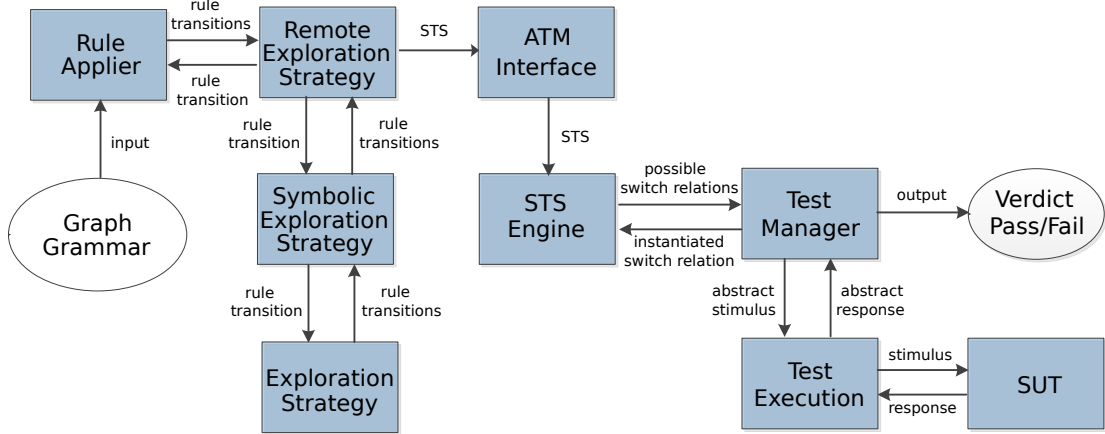 rule
transitions
Rule
Applier
rule
transition
Remote
Exploration
Strategy
STS
ATM
Interface
input
rule
transition
rule
transitions
STS
Graph
Grammar
Symbolic
Exploration
Strategy
STS
Engine
possible
switch relations
instantiated
switch relation
Test
Manager
output
Verdict
Pass/Fail
rule
transition
rule
transitions
abstract
stimulus
abstract
response
Exploration
Strategy
Test
Execution
stimulus
response
SUT